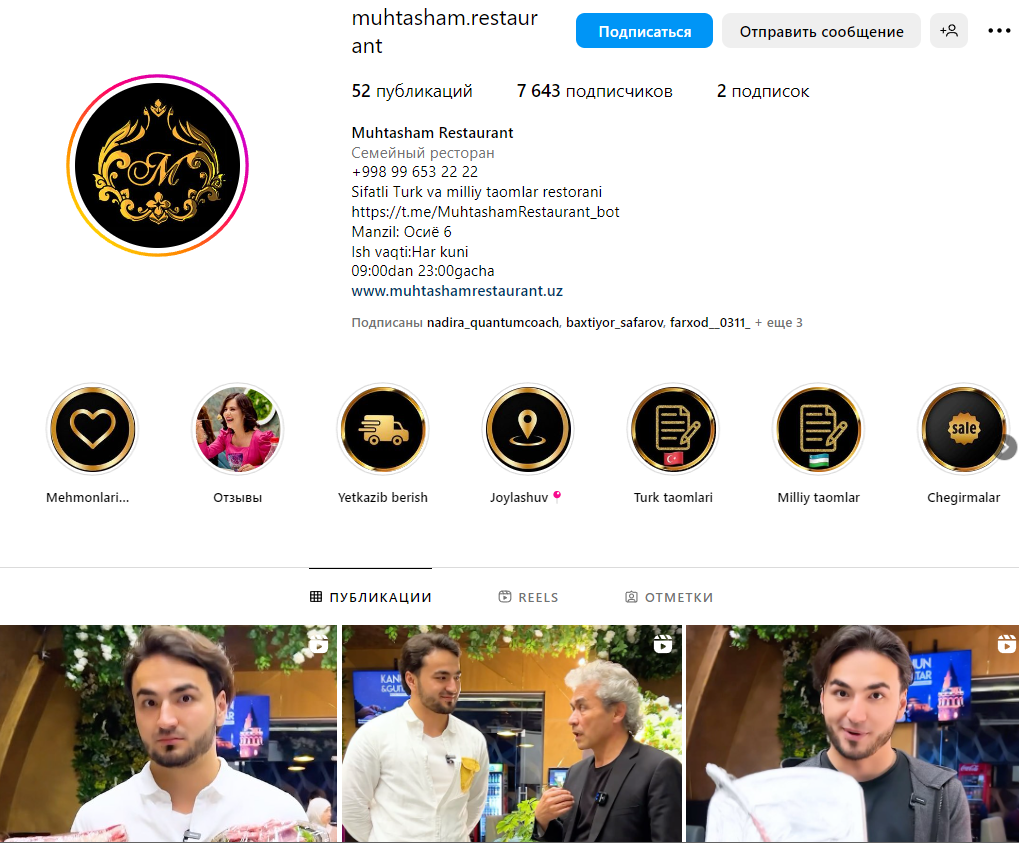 muhtasham.restaur
ant
Подписаться
Отправить сообщение
52 публикаций
7 643 подписчиков
2 подписок
M
Muhtasham Restaurant
Семейный ресторан
+998 99 653 22 22
Sifatli Turk va milliy taomlar restorani
https://t.me/MuhtashamRestaurant_bot
Manzil: Осиё 6
Ish vaqti:Har kuni
09:00dan 23:00gacha
www.muhtashamrestaurant.uz
Подписаны nadira_quantumcoach, baxtiyor_safarov, farxod__0311_ + еще 3
sale
Mehmonlari...
Отзывы
Yetkazib berish
Joylashuv
Turk taomlari
Milliy taomlar
Chegirmalar
ПУБЛИКАЦИИ
REELS
ОТМЕТКИ